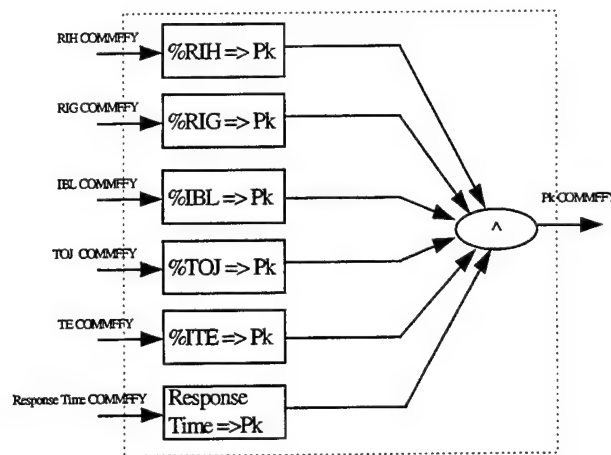 RIH COMMFFY
%RIH => Pk
RIG COMMFFY
%RIG => Pk
IBL COMMFFY
%IBL => Pk
Pk COMMFFY
^
TOJ COMMFFY
%TOJ => Pk
TE COMMFFY
%ITE => Pk
Response Time COMMFFY
Response
Time =>Pk